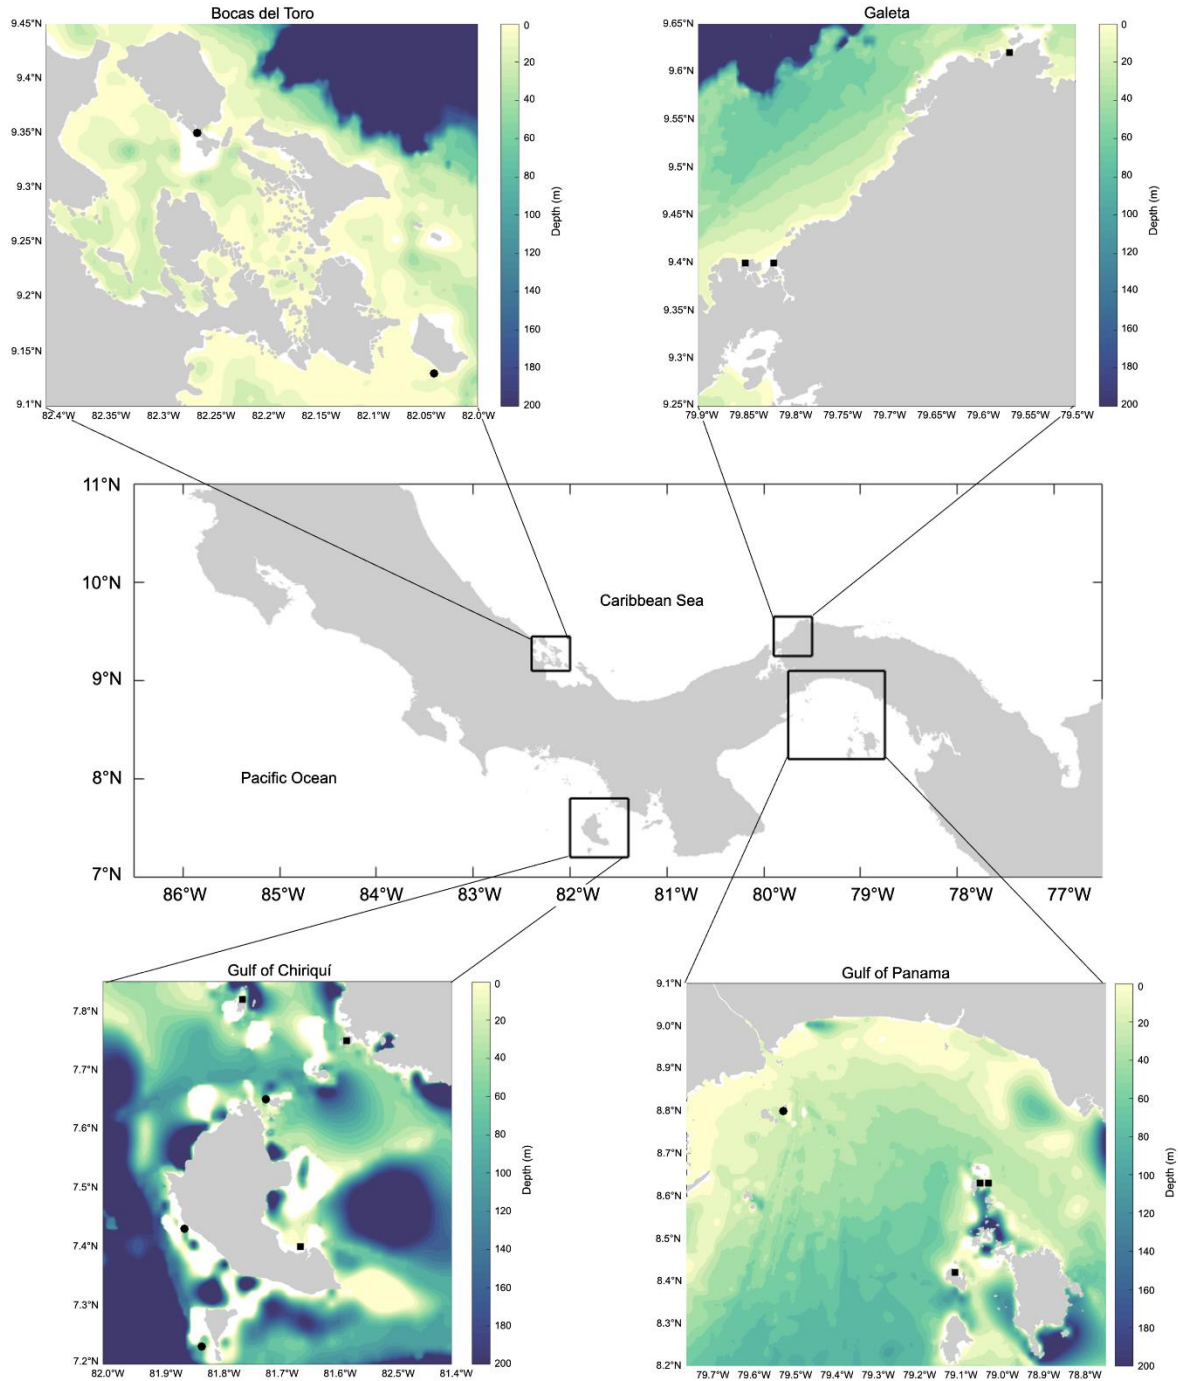 Bocas del Toro
9.45°N
9.4°N
9.35°N
9.3°N
9.25°N
9.2°N
9.15°N
9.1°N
82.4°W 82.35°W 82.3°W 82.25°W 82.2°W 82.15°W 82.1°W 82.05°W 82.0°W
0
20
40
60
80
100
120
140
160
180
200
Depth (m)
Galeta
9.65°N
9.6°N
9.55°N
9.5°N
9.45°N
9.4°N
9.35°N
9.3°N
9.25°N
79.9°W 79.85°W 79.8°W 79.75°W 79.7°W 79.65°W 79.6°W 79.55°W 79.5°W
0
20
40
60
80
100
120
140
160
180
200
Depth (m)
11°N
10°N
9°N
8°N
7°N
Caribbean Sea
Pacific Ocean
86°W 85°W 84°W 83°W 82°W 81°W 80°W 79°W 78°W 77°W
Gulf of Chiriquí
7.8°N
7.7°N
7.6°N
7.5°N
7.4°N
7.3°N
7.2°N
82.0°W 81.9°W 81.8°W 81.7°W 81.6°W 82.5°W 81.4°W
0
20
40
60
80
100
120
140
160
180
200
Depth (m)
Gulf of Panama
9.1°N
9.0°N
8.9°N
8.8°N
8.7°N
8.6°N
8.5°N
8.4°N
8.3°N
8.2°N
79.7°W 79.6°W 79.5°W 79.4°W 79.3°W 79.2°W 79.1°W 79.0°W 78.9°W 78.8°W
0
20
40
60
80
100
120
140
160
180
200
Depth (m)